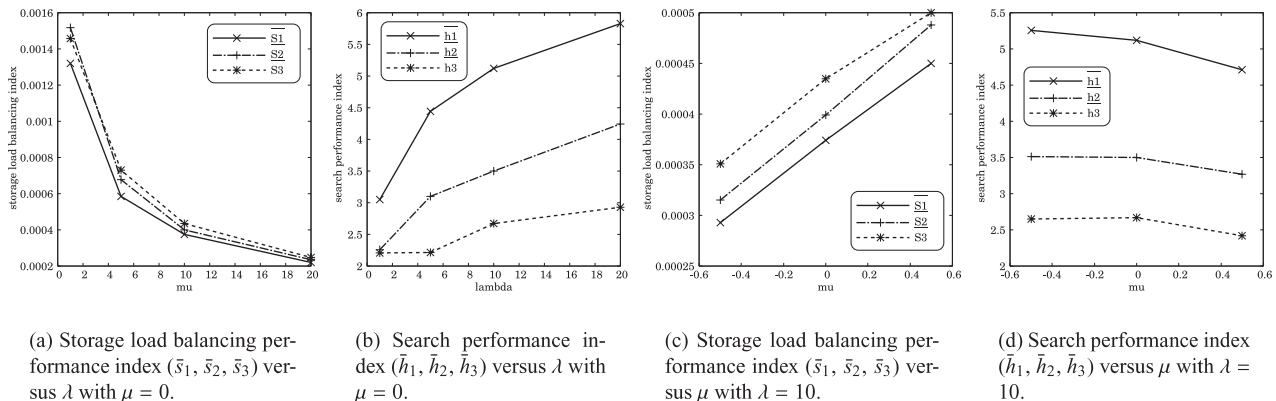 0.0016
0.0014
0.0012
0.001
0.0008
0.0006
0.0004
0.0002
0 2 4 6 8 10 12 14 16 18 20
mu
storage load balancing index
S1
S2
S3
6
5.5
5
4.5
4
3.5
3
2.5
2
0 2 4 6 8 10 12 14 16 18 20
lambda
search performance index
h1
h2
h3
0.0005
0.00045
0.0004
0.00035
0.0003
0.00025
-0.6 -0.4 -0.2 0 0.2 0.4 0.6
mu
storage load balancing index
S1
S2
S3
5.5
5
4.5
4
3.5
3
2.5
2
-0.6 -0.4 -0.2 0 0.2 0.4 0.6
mu
search performance index
h1
h2
h3
(a) Storage load balancing per-
formance index (s̄₁, s̄₂, s̄₃) ver-
sus λ with μ = 0.
(b) Search performance in-
dex (h̄₁, h̄₂, h̄₃) versus λ with
μ = 0.
(c) Storage load balancing per-
formance index (s̄₁, s̄₂, s̄₃) ver-
sus μ with λ = 10.
(d) Search performance index
(h̄₁, h̄₂, h̄₃) versus μ with λ =
10.